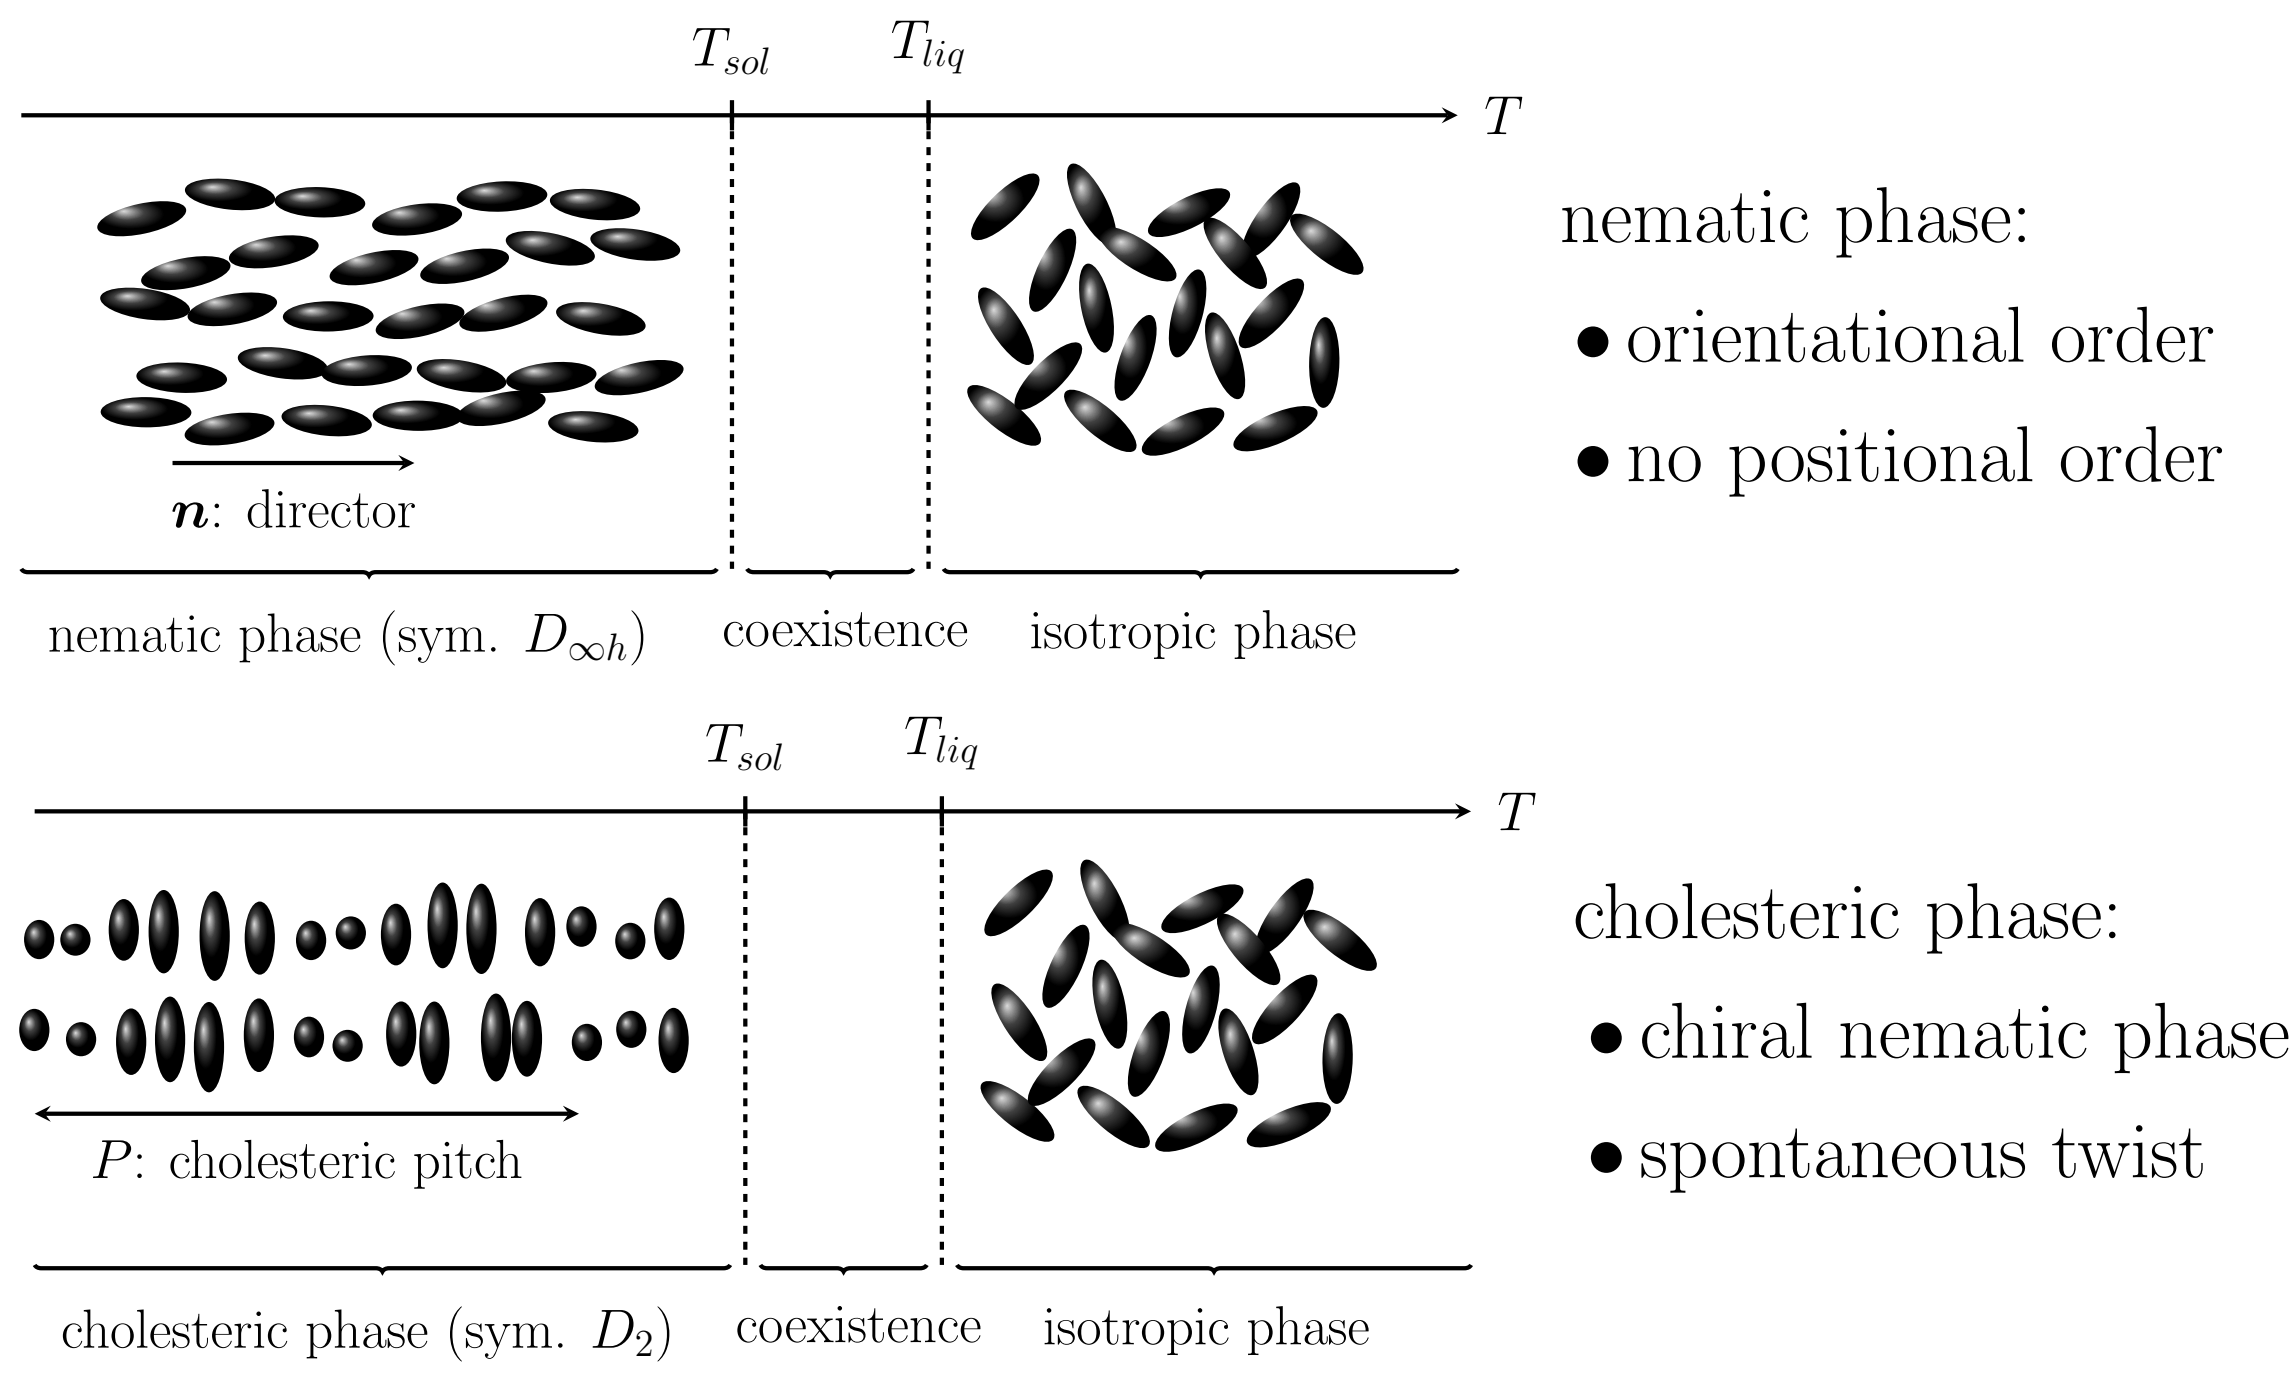 T_sol
T_liq
T
n: director
nematic phase (sym. D_∞h)
coexistence
isotropic phase
nematic phase:
• orientational order
• no positional order
T_sol
T_liq
T
P: cholesteric pitch
cholesteric phase (sym. D_2)
coexistence
isotropic phase
cholesteric phase:
• chiral nematic phase
• spontaneous twist